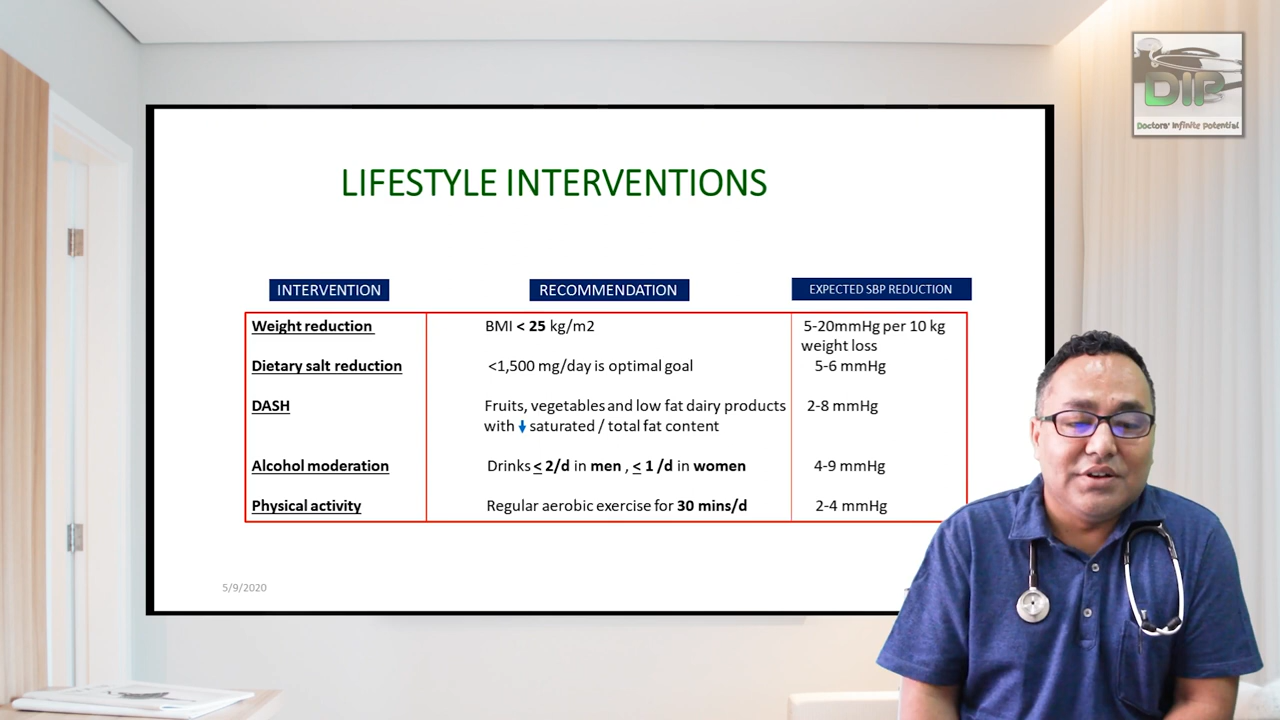 DIP
Doctors' Infinite Potential
LIFESTYLE INTERVENTIONS
INTERVENTION RECOMMENDATION EXPECTED SBP REDUCTION
Weight reduction BMI < 25 kg/m2 5-20mmHg per 10 kg
weight loss
Dietary salt reduction <1,500 mg/day is optimal goal 5-6 mmHg
DASH Fruits, vegetables and low fat dairy products 2-8 mmHg
with ↓ saturated / total fat content
Alcohol moderation Drinks < 2/d in men , < 1 /d in women 4-9 mmHg
Physical activity Regular aerobic exercise for 30 mins/d 2-4 mmHg
5/9/2020